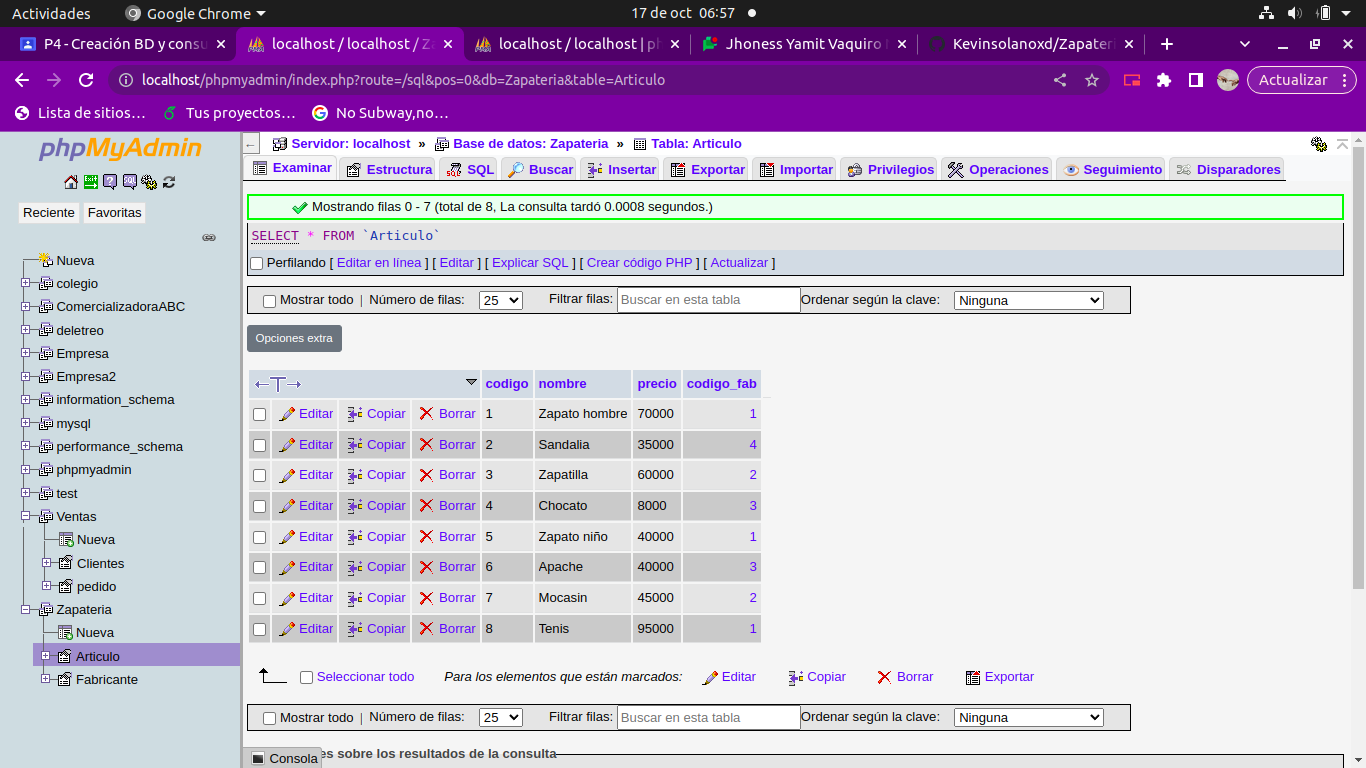 Actividades Google Chrome 17 de oct 06:57
P4 - Creación BD y consu localhost / localhost / Za localhost / localhost | ph Jhoness Yamit Vaquiro Kevinsolanoxd/Zapateri
localhost/phpmyadmin/index.php?route=/sql&pos=0&db=Zapateria&table=Articulo Actualizar
Lista de sitios… Tus proyectos… No Subway,no…
phpMyAdmin
Reciente Favoritas
Nueva
colegio
ComercializadoraABC
deletreo
Empresa
Empresa2
information_schema
mysql
performance_schema
phpmyadmin
test
Ventas
Nueva
Clientes
pedido
Zapateria
Nueva
Articulo
Fabricante
Servidor: localhost » Base de datos: Zapateria » Tabla: Articulo
Examinar Estructura SQL Buscar Insertar Exportar Importar Privilegios Operaciones Seguimiento Disparadores
Mostrando filas 0 - 7 (total de 8, La consulta tardó 0.0008 segundos.)
SELECT * FROM `Articulo`
Perfilando [ Editar en línea ] [ Editar ] [ Explicar SQL ] [ Crear código PHP ] [ Actualizar ]
Mostrar todo | Número de filas: 25 Filtrar filas: Buscar en esta tabla Ordenar según la clave: Ninguna
Opciones extra
←T→ codigo nombre precio codigo_fab
Editar Copiar Borrar 1 Zapato hombre 70000 1
Editar Copiar Borrar 2 Sandalia 35000 4
Editar Copiar Borrar 3 Zapatilla 60000 2
Editar Copiar Borrar 4 Chocato 8000 3
Editar Copiar Borrar 5 Zapato niño 40000 1
Editar Copiar Borrar 6 Apache 40000 3
Editar Copiar Borrar 7 Mocasin 45000 2
Editar Copiar Borrar 8 Tenis 95000 1
Seleccionar todo Para los elementos que están marcados: Editar Copiar Borrar Exportar
Mostrar todo | Número de filas: 25 Filtrar filas: Buscar en esta tabla Ordenar según la clave: Ninguna
es sobre los resultados de la consulta
Consola